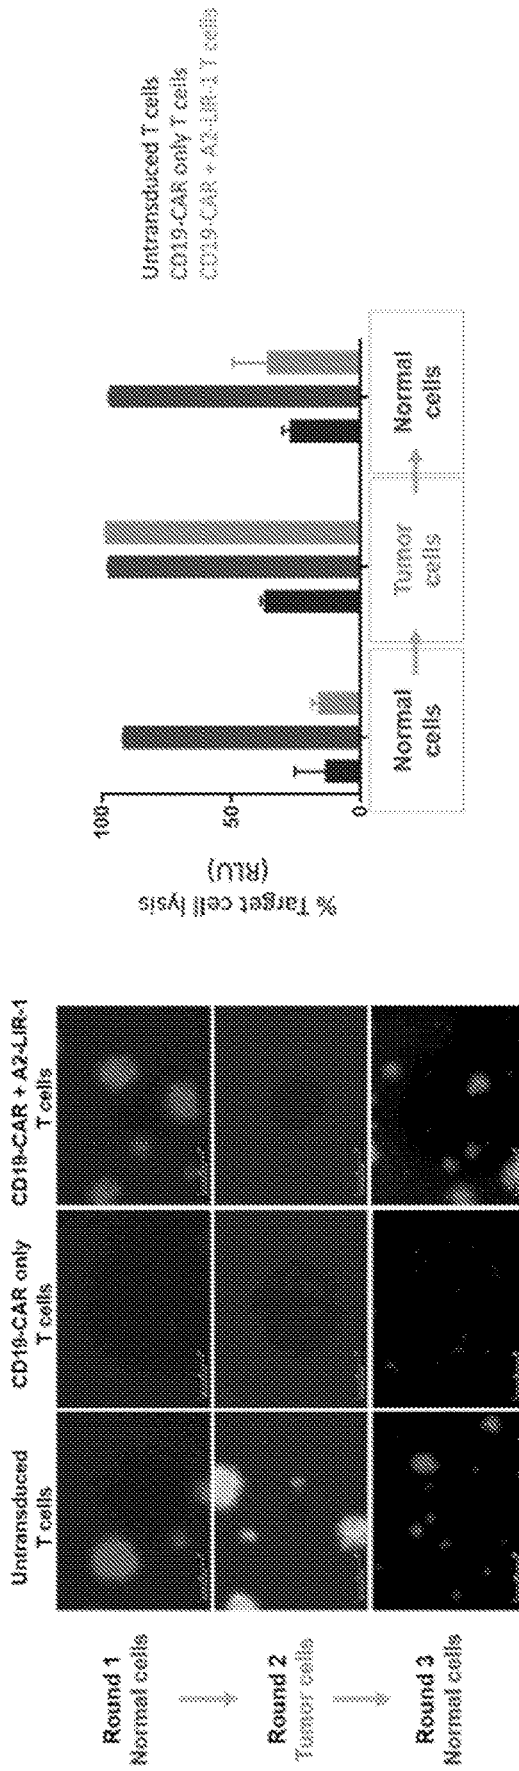 Untransduced
T cells
CD19-CAR only
T cells
CD19-CAR + A2-LIR-1
T cells
Round 1
Normal cells
Round 2
Tumor cells
Round 3
Normal cells
% Target cell lysis
(RLU)
100
50
0
Normal
cells
Tumor
cells
Normal
cells
Untransduced T cells
CD19-CAR only T cells
CD19-CAR + A2-LIR-1 T cells